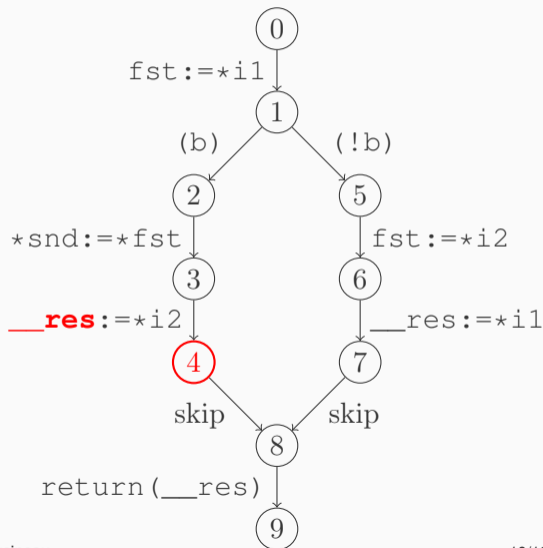 0
fst:=*i1
1
(b) (!b)
2 5
*snd:=*fst fst:=*i2
3 6
__res:=*i2 __res:=*i1
4 7
skip skip
8
return(__res)
9